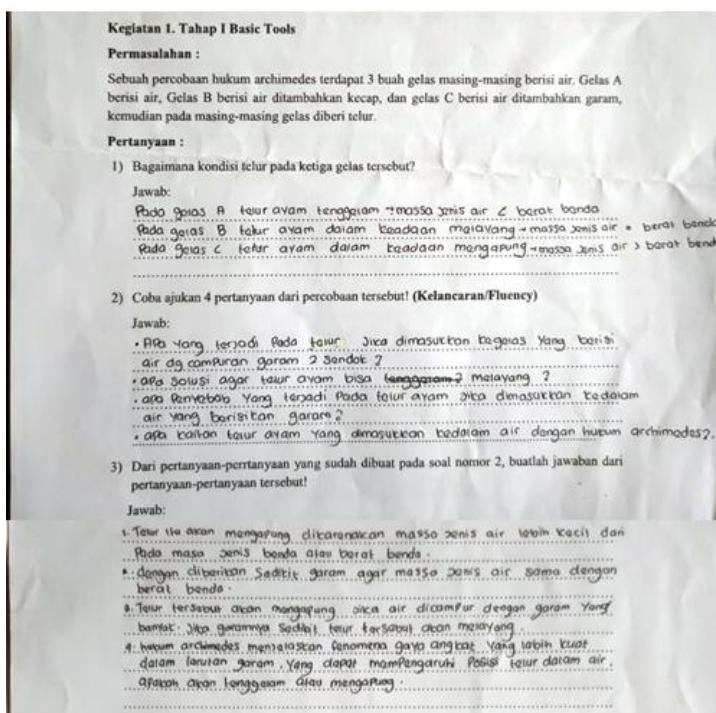 Kegiatan 1. Tahap I Basic Tools
Permasalahan :
Sebuah percobaan hukum archimedes terdapat 3 buah gelas masing-masing berisi air. Gelas A
berisi air, Gelas B berisi air ditambahkan kecap, dan gelas C berisi air ditambahkan garam,
kemudian pada masing-masing gelas diberi telur.
Pertanyaan :
1) Bagaimana kondisi telur pada ketiga gelas tersebut?
Jawab:
Pada gelas A telur ayam tenggelam → massa jenis air < berat benda
Pada gelas B telur ayam dalam keadaan melayang → massa jenis air = berat benda
Pada gelas C telur ayam dalam keadaan mengapung → massa jenis air > berat bend
2) Coba ajukan 4 pertanyaan dari percobaan tersebut! (Kelancaran/Fluency)
Jawab:
• Apa yang terjadi pada telur jika dimasukkan kegelas yang berisi
air dg campuran garam 2 sendok ?
• apa solusi agar telur ayam bisa melayang ?
• apa penyebab yang terjadi pada telur ayam jika dimasukkan kedalam
air yang berisikan garam ?
• apa kaitan telur ayam yang dimasukkan kedalam air dengan hukum archimedes?.
3) Dari pertanyaan-perrtanyaan yang sudah dibuat pada soal nomor 2, buatlah jawaban dari
pertanyaan-pertanyaan tersebut!
Jawab:
1. Telur itu akan mengapung dikarenakan massa jenis air lebih kecil dari
pada masa jenis benda atau berat benda.
2. dengan diberikan sedikit garam agar massa jenis air sama dengan
berat benda.
3. Telur tersebut akan mengapung jika air dicampur dengan garam yang
banyak. Jika garamnya sedikit telur tersebut akan melayang.
4. hukum archimedes menjelaskan fenomena gaya angkat yang lebih kuat
dalam larutan garam, yang dapat mempengaruhi posisi telur dalam air,
apakah akan tenggelam atau mengapung.